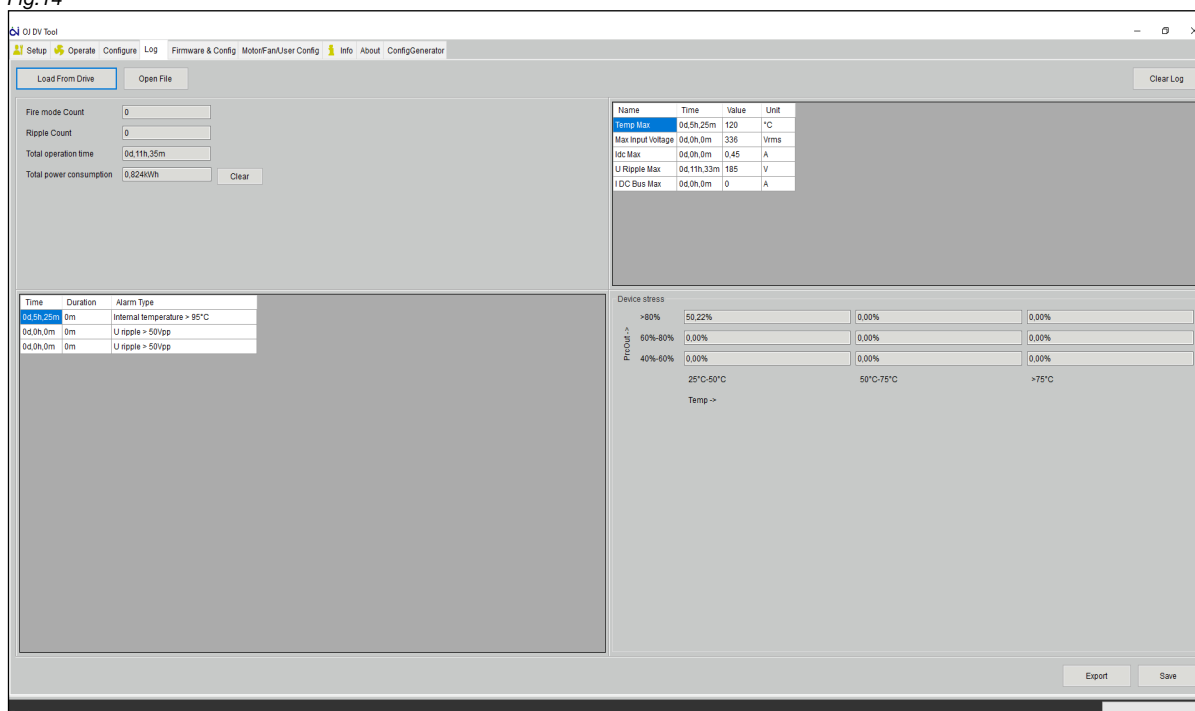 Fig.14
OJ DV Tool
Setup Operate Configure Log Firmware & Config Motor/Fan/User Config Info About ConfigGenerator
Load From Drive Open File Clear Log
Fire mode Count 0
Ripple Count 0
Total operation time 0d,11h,35m
Total power consumption 0,824kWh Clear
Name Time Value Unit
Temp Max 0d,5h,25m 120 °C
Max Input Voltage 0d,0h,0m 336 Vrms
Idc Max 0d,0h,0m 0,45 A
U Ripple Max 0d,11h,33m 185 V
I DC Bus Max 0d,0h,0m 0 A
Time Duration Alarm Type
0d,5h,25m 0m Internal temperature > 95°C
0d,0h,0m 0m U ripple > 50Vpp
0d,0h,0m 0m U ripple > 50Vpp
Device stress
PreOut ->
>80% 50,22% 0,00% 0,00%
60%-80% 0,00% 0,00% 0,00%
40%-60% 0,00% 0,00% 0,00%
25°C-50°C 50°C-75°C >75°C
Temp ->
Export Save